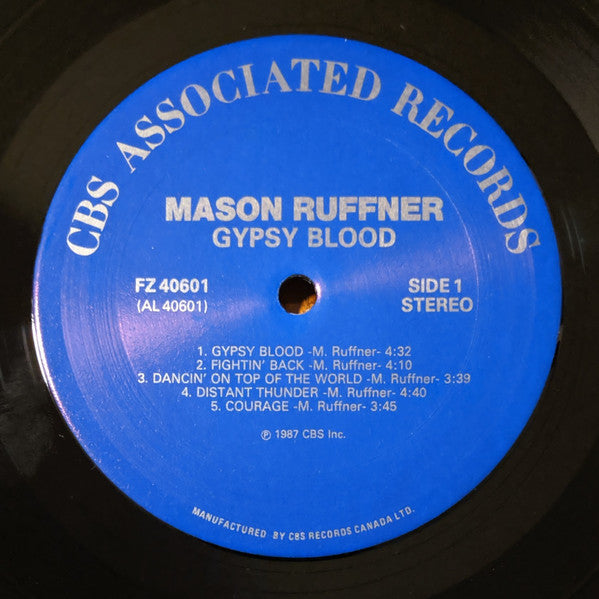 CBS ASSOCIATED RECORDS
MASON RUFFNER
GYPSY BLOOD
FZ 40601
(AL 40601)
SIDE 1
STEREO
1. GYPSY BLOOD -M. Ruffner- 4:32
2. FIGHTIN' BACK -M. Ruffner- 4:10
3. DANCIN' ON TOP OF THE WORLD -M. Ruffner- 3:39
4. DISTANT THUNDER -M. Ruffner- 4:40
5. COURAGE -M. Ruffner- 3:45
℗ 1987 CBS Inc.
MANUFACTURED BY CBS RECORDS CANADA LTD.